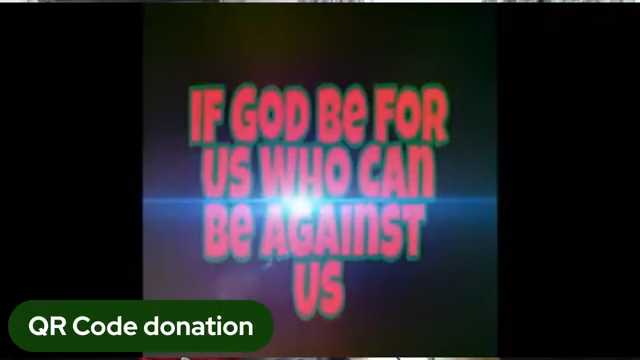 IF GOD Be FOR
US WHO CAN
Be AGAINST
US
QR Code donation